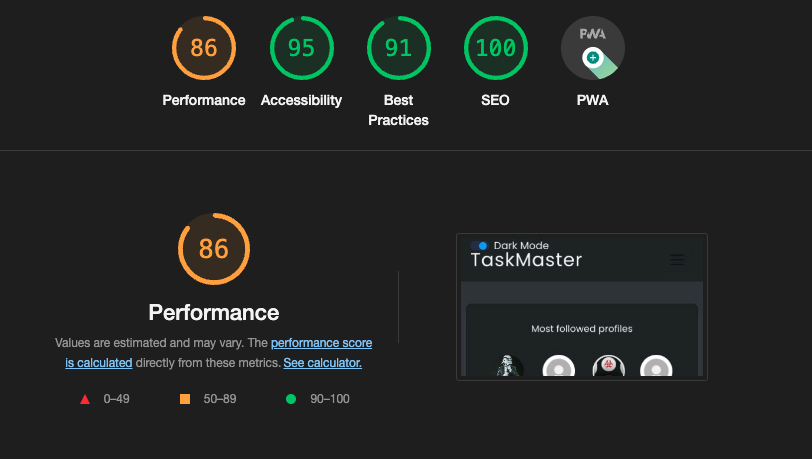 86
95
91
100
PWA
Performance
Accessibility
Best
Practices
SEO
PWA
86
Performance
Values are estimated and may vary. The performance score
is calculated directly from these metrics. See calculator.
0–49
50–89
90–100
Dark Mode
TaskMaster
Most followed profiles